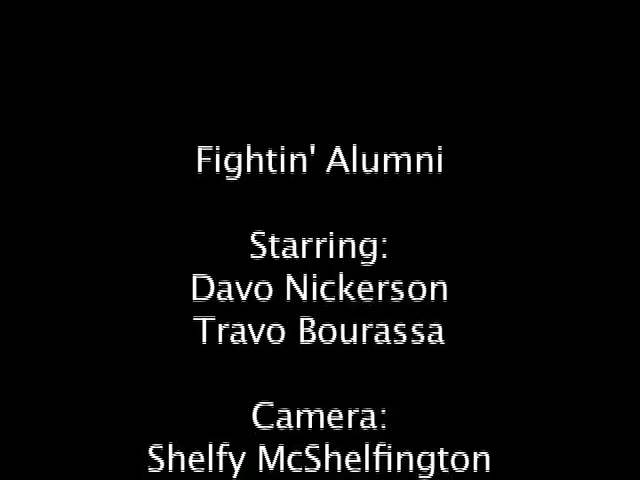 Fightin' Alumni
Starring:
Davo Nickerson
Travo Bourassa
Camera:
Shelfy McShelfington